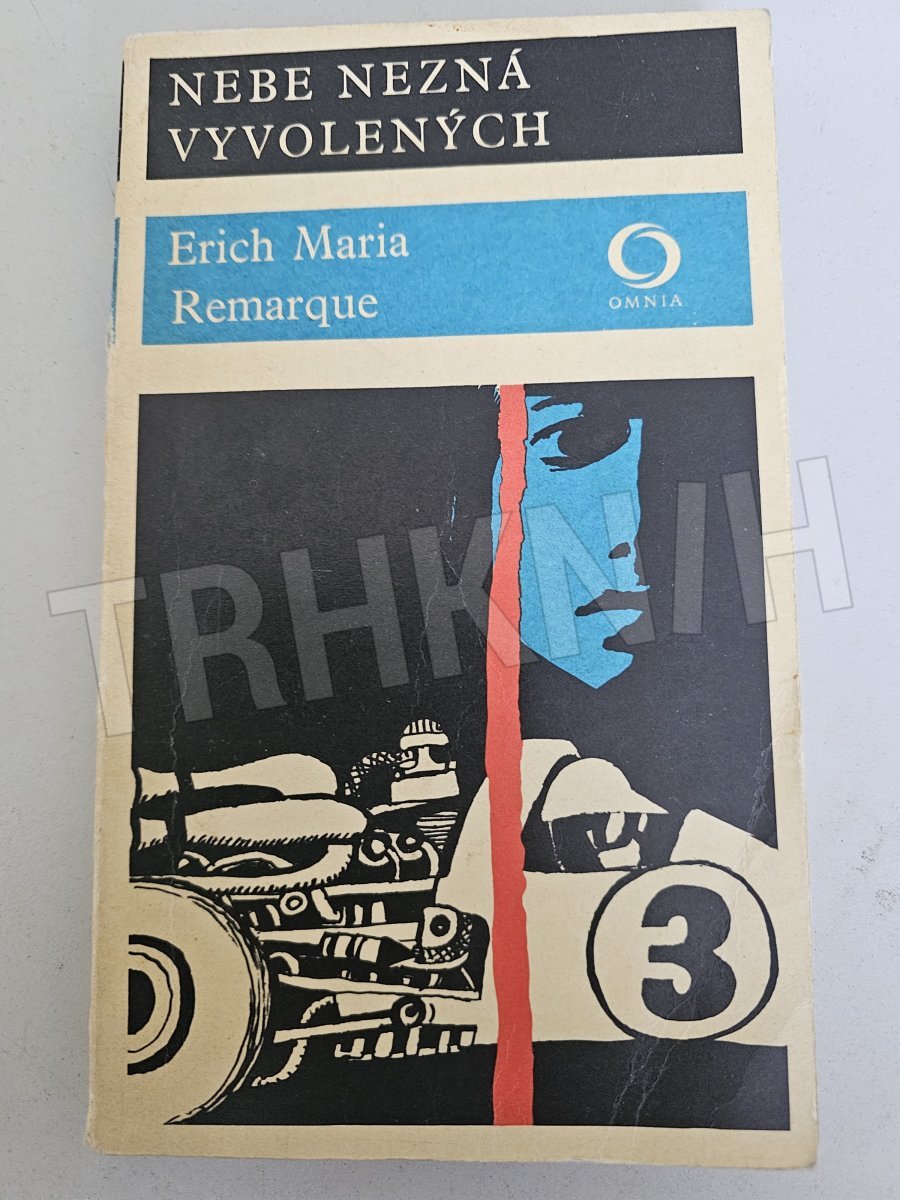 NEBE NEZNÁ
VYVOLENÝCH
Erich Maria
Remarque
OMNIA
TRHKNIH
3